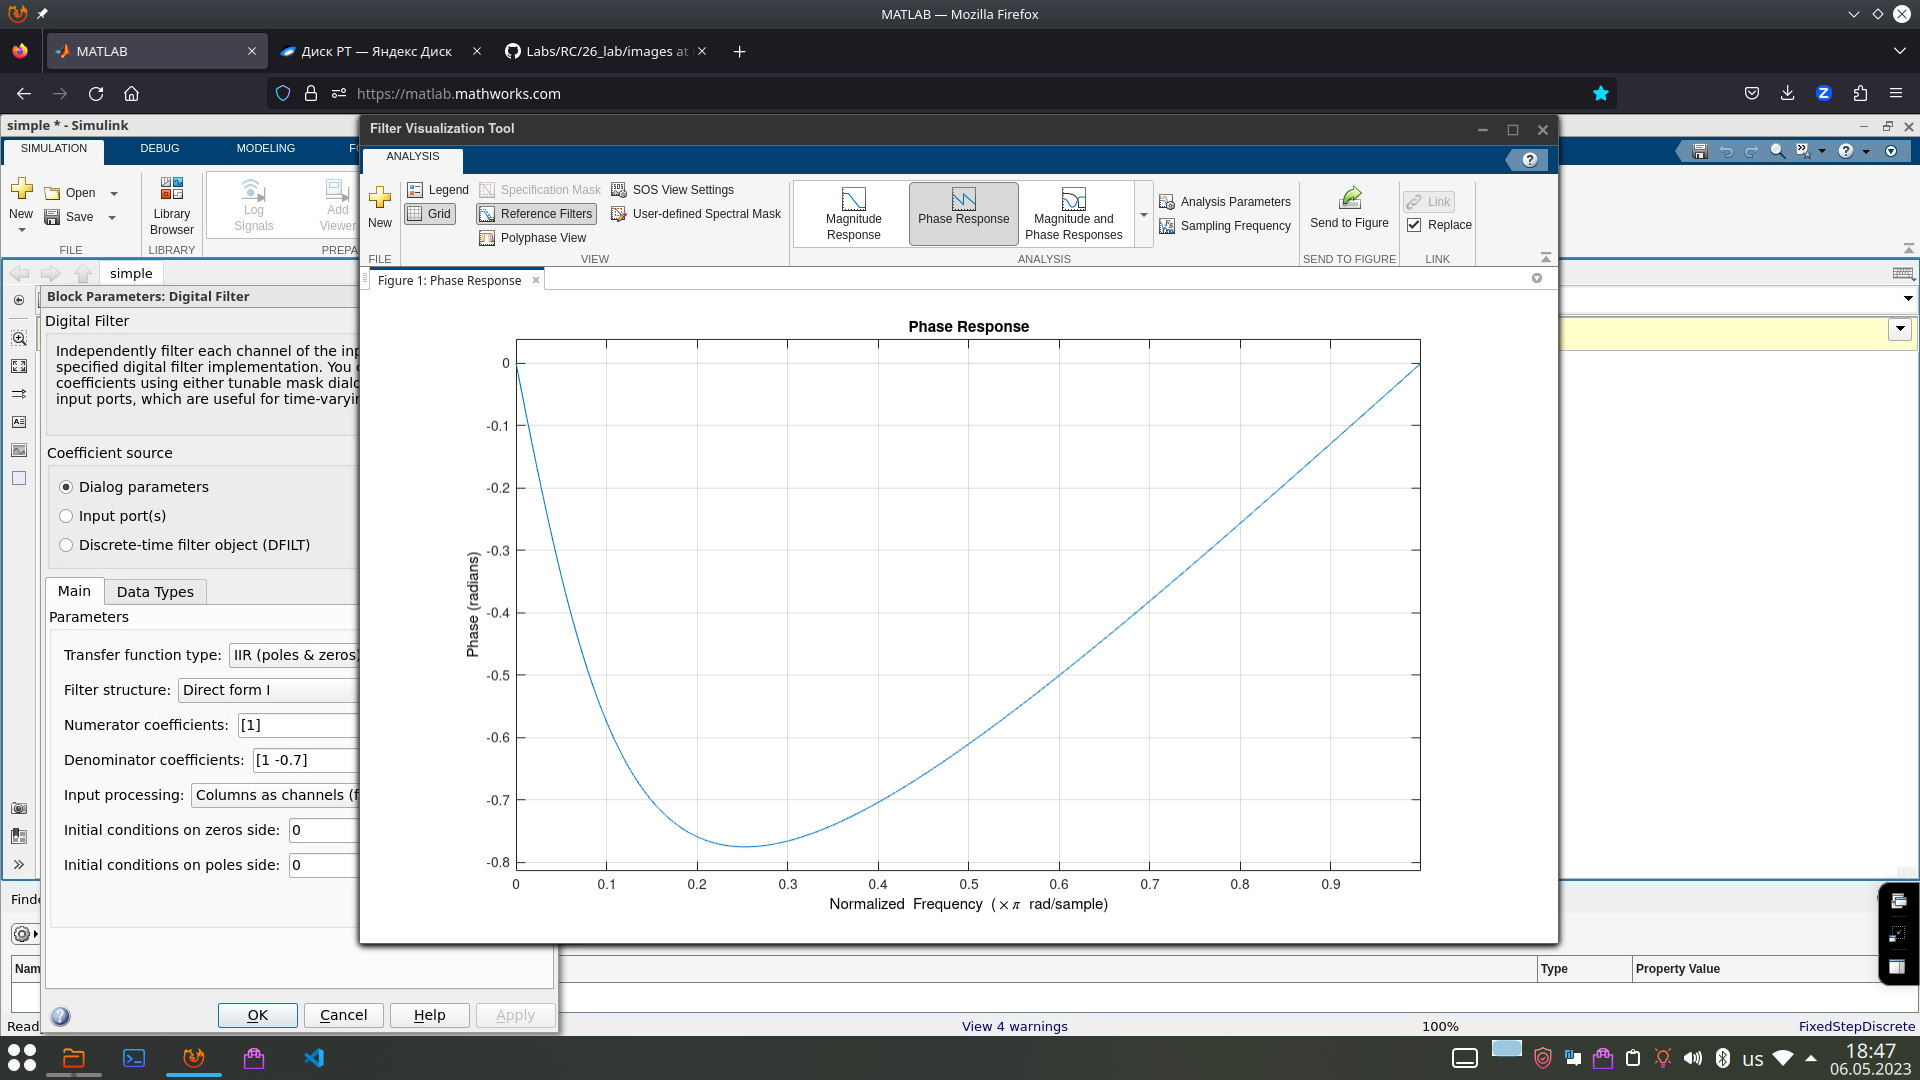 MATLAB — Mozilla Firefox
MATLAB
Диск РТ — Яндекс Диск
Labs/RC/26_lab/images at
https://matlab.mathworks.com
simple * - Simulink
SIMULATION
DEBUG
MODELING
New
Open
Save
Library
Browser
Log
Signals
Add
Viewer
FILE
LIBRARY
PREPA
simple
Block Parameters: Digital Filter
Digital Filter
Independently filter each channel of the inp
specified digital filter implementation. You
coefficients using either tunable mask dialo
input ports, which are useful for time-varyin
Coefficient source
Dialog parameters
Input port(s)
Discrete-time filter object (DFILT)
Main
Data Types
Parameters
Transfer function type: IIR (poles & zeros)
Filter structure: Direct form I
Numerator coefficients: [1]
Denominator coefficients: [1 -0.7]
Input processing: Columns as channels (f
Initial conditions on zeros side: 0
Initial conditions on poles side: 0
OK
Cancel
Help
Apply
Filter Visualization Tool
ANALYSIS
New
Legend
Grid
Specification Mask
Reference Filters
Polyphase View
SOS View Settings
User-defined Spectral Mask
Magnitude
Response
Phase Response
Magnitude and
Phase Responses
Analysis Parameters
Sampling Frequency
Send to Figure
Link
Replace
FILE
VIEW
ANALYSIS
SEND TO FIGURE
LINK
Figure 1: Phase Response
Phase Response
0
-0.1
-0.2
-0.3
-0.4
-0.5
-0.6
-0.7
-0.8
Phase (radians)
0 0.1 0.2 0.3 0.4 0.5 0.6 0.7 0.8 0.9
Normalized Frequency (×π rad/sample)
Finde
Nam
Type
Property Value
Read
View 4 warnings
100%
FixedStepDiscrete
us
18:47
06.05.2023